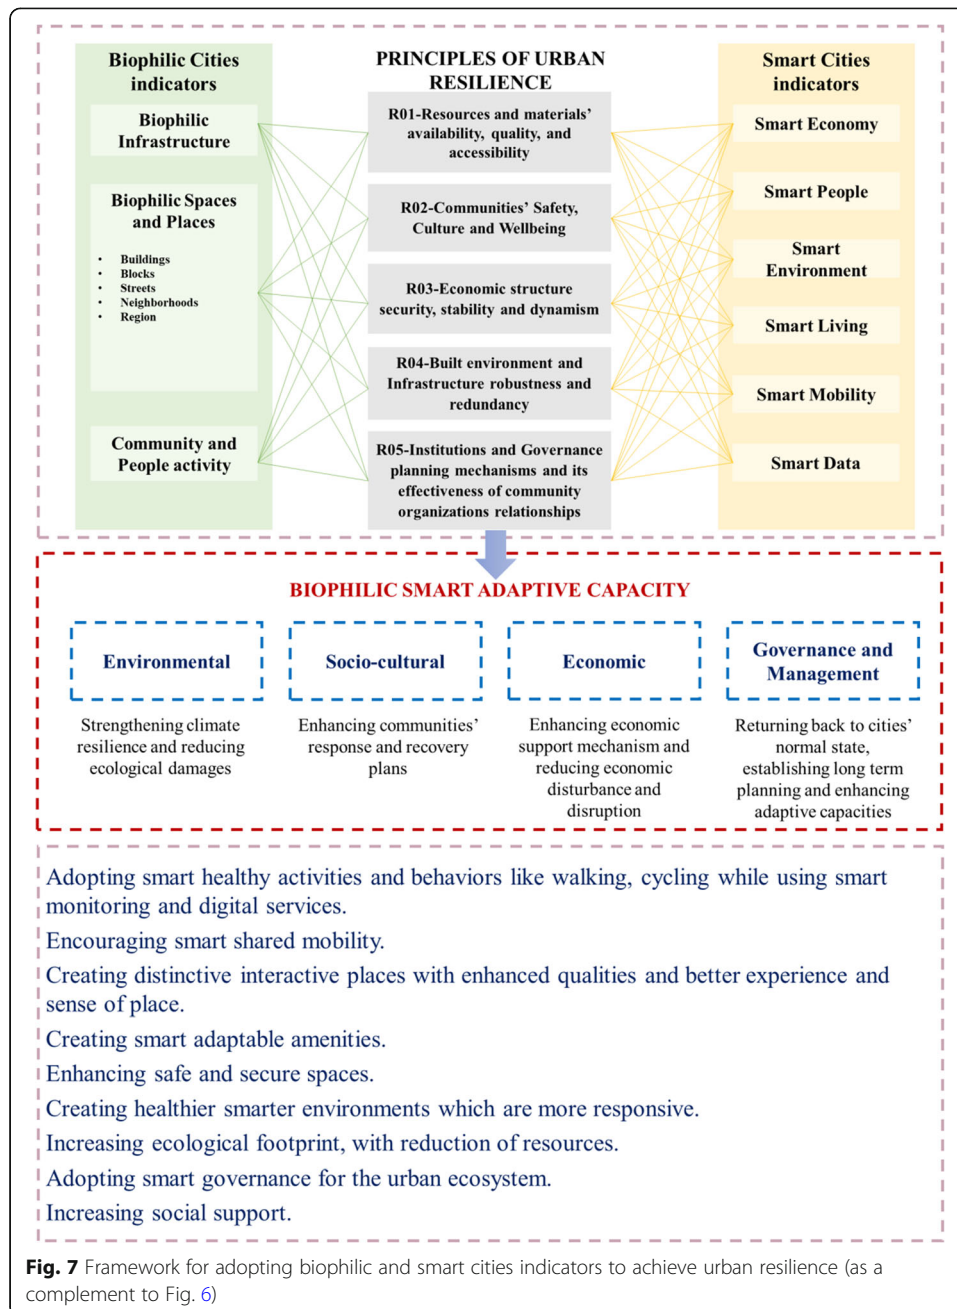 Biophilic Cities
indicators
Biophilic
Infrastructure
Biophilic Spaces
and Places
• Buildings
• Blocks
• Streets
• Neighborhoods
• Region
Community and
People activity
PRINCIPLES OF URBAN
RESILIENCE
R01-Resources and materials'
availability, quality, and
accessibility
R02-Communities' Safety,
Culture and Wellbeing
R03-Economic structure
security, stability and dynamism
R04-Built environment and
Infrastructure robustness and
redundancy
R05-Institutions and Governance
planning mechanisms and its
effectiveness of community
organizations relationships
Smart Cities
indicators
Smart Economy
Smart People
Smart
Environment
Smart Living
Smart Mobility
Smart Data
BIOPHILIC SMART ADAPTIVE CAPACITY
Environmental
Strengthening climate
resilience and reducing
ecological damages
Socio-cultural
Enhancing communities'
response and recovery
plans
Economic
Enhancing economic
support mechanism and
reducing economic
disturbance and
disruption
Governance and
Management
Returning back to cities'
normal state,
establishing long term
planning and enhancing
adaptive capacities
Adopting smart healthy activities and behaviors like walking, cycling while using smart
monitoring and digital services.
Encouraging smart shared mobility.
Creating distinctive interactive places with enhanced qualities and better experience and
sense of place.
Creating smart adaptable amenities.
Enhancing safe and secure spaces.
Creating healthier smarter environments which are more responsive.
Increasing ecological footprint, with reduction of resources.
Adopting smart governance for the urban ecosystem.
Increasing social support.
Fig. 7 Framework for adopting biophilic and smart cities indicators to achieve urban resilience (as a
complement to Fig. 6)